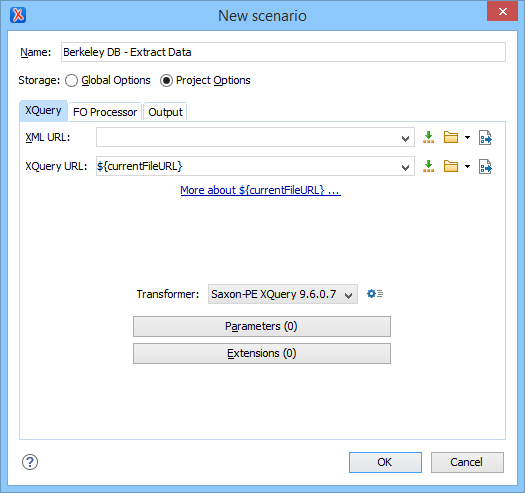 New scenario
Name: Berkeley DB - Extract Data
Storage: Global Options Project Options
XQuery FO Processor Output
XML URL:
XQuery URL: ${currentFileURL}
More about ${currentFileURL} ...
Transformer: Saxon-PE XQuery 9.6.0.7
Parameters (0)
Extensions (0)
OK Cancel